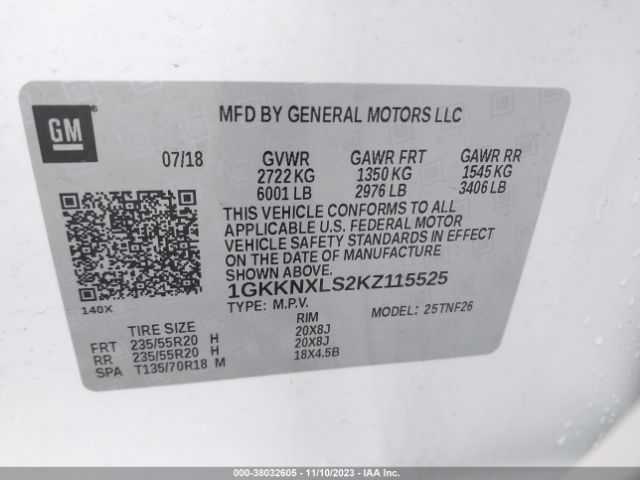 GM
MFD BY GENERAL MOTORS LLC
07/18 GVWR GAWR FRT GAWR RR
2722 KG 1350 KG 1545 KG
6001 LB 2976 LB 3406 LB
THIS VEHICLE CONFORMS TO ALL
APPLICABLE U.S. FEDERAL MOTOR
VEHICLE SAFETY STANDARDS IN EFFECT
ON THE DATE OF MANUFACTURE
SHOWN ABOVE.
1GKKNXLS2KZ115525
140X TYPE: M.P.V. MODEL: 25TNF26
TIRE SIZE RIM
FRT 235/55R20 H 20X8J
RR 235/55R20 H 20X8J
SPA T135/70R18 M 18X4.5B
000-38032605 - 11/10/2023 - IAAI.COM